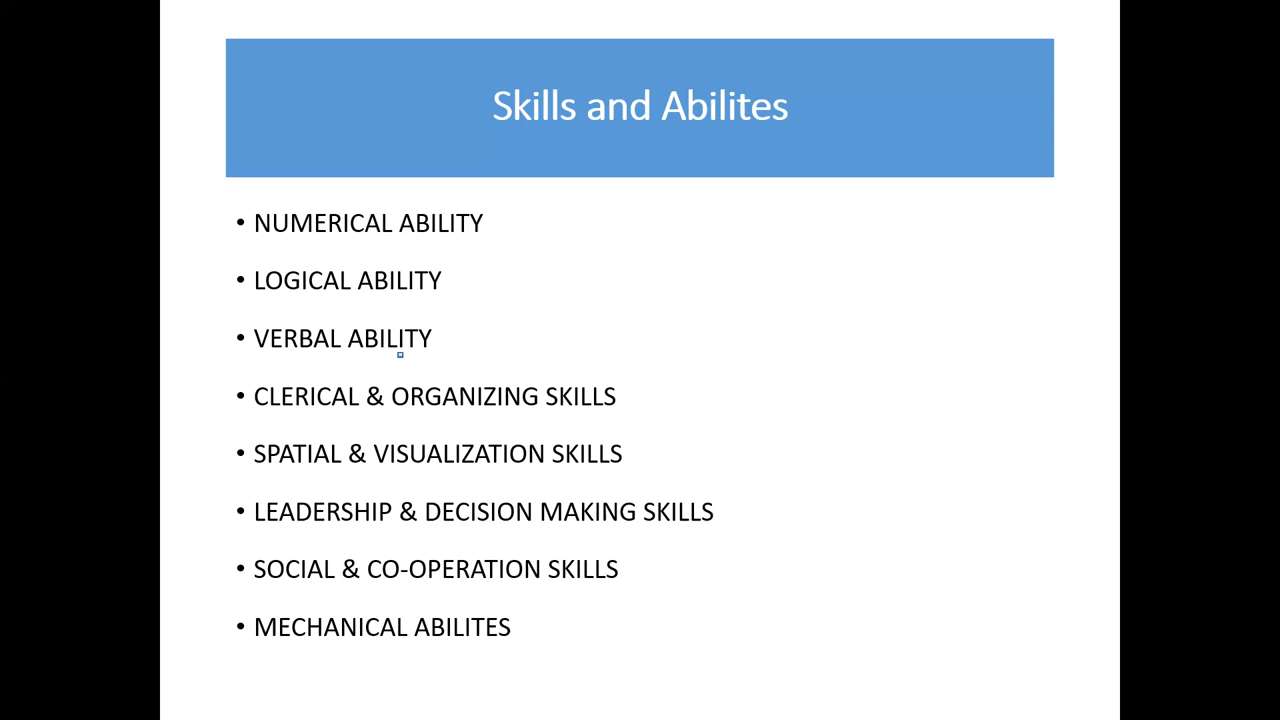 Skills and Abilites
• NUMERICAL ABILITY
• LOGICAL ABILITY
• VERBAL ABILITY
• CLERICAL & ORGANIZING SKILLS
• SPATIAL & VISUALIZATION SKILLS
• LEADERSHIP & DECISION MAKING SKILLS
• SOCIAL & CO-OPERATION SKILLS
• MECHANICAL ABILITES